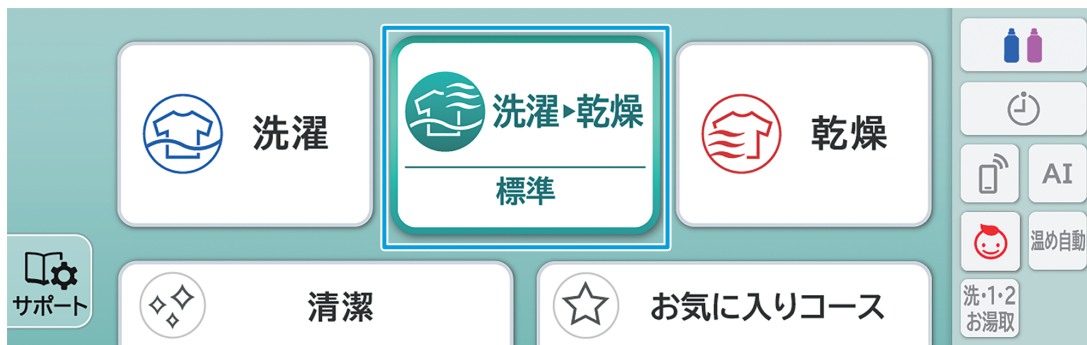 洗濯
洗濯▶乾燥
標準
乾燥
サポート
清潔
お気に入りコース
AI
温め自動
洗・1・2
お湯取